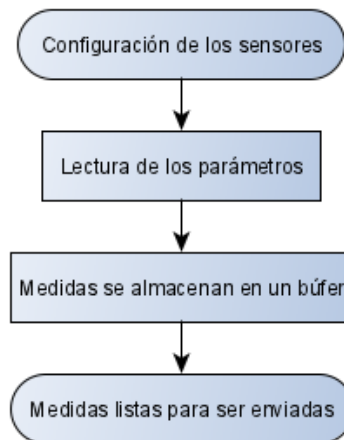 Configuración de los sensores
Lectura de los parámetros
Medidas se almacenan en un búfer
Medidas listas para ser enviadas